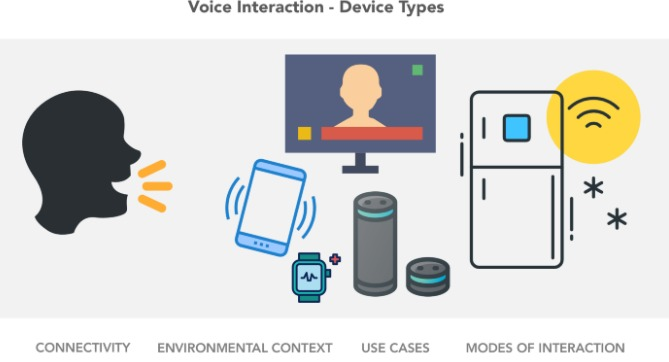 Voice Interaction - Device Types
CONNECTIVITY ENVIRONMENTAL CONTEXT USE CASES MODES OF INTERACTION